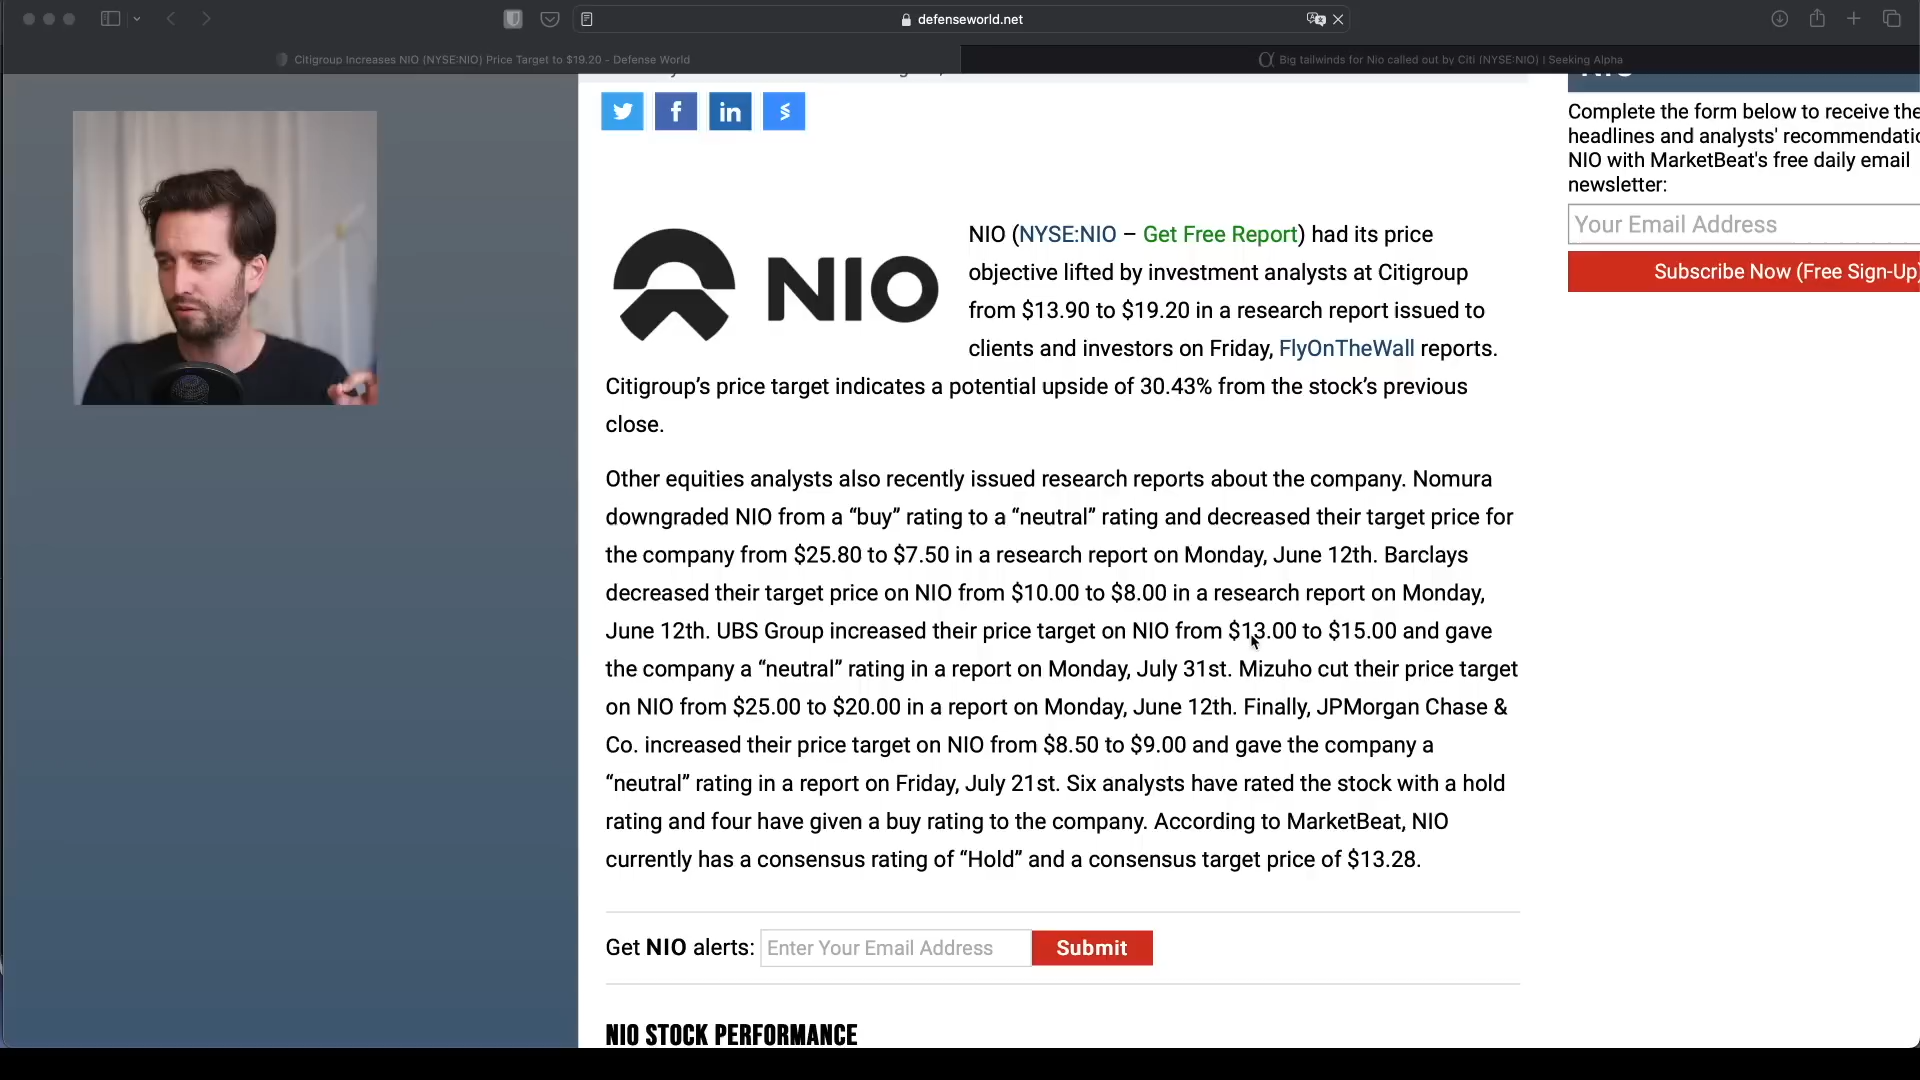 defenseworld.net
Citigroup Increases NIO (NYSE:NIO) Price Target to $19.20 - Defense World
Big tailwinds for Nio called out by Citi (NYSE:NIO) | Seeking Alpha
NIO
NIO (NYSE:NIO – Get Free Report) had its price
objective lifted by investment analysts at Citigroup
from $13.90 to $19.20 in a research report issued to
clients and investors on Friday, FlyOnTheWall reports.
Citigroup’s price target indicates a potential upside of 30.43% from the stock’s previous
close.
Other equities analysts also recently issued research reports about the company. Nomura
downgraded NIO from a “buy” rating to a “neutral” rating and decreased their target price for
the company from $25.80 to $7.50 in a research report on Monday, June 12th. Barclays
decreased their target price on NIO from $10.00 to $8.00 in a research report on Monday,
June 12th. UBS Group increased their price target on NIO from $13.00 to $15.00 and gave
the company a “neutral” rating in a report on Monday, July 31st. Mizuho cut their price target
on NIO from $25.00 to $20.00 in a report on Monday, June 12th. Finally, JPMorgan Chase &
Co. increased their price target on NIO from $8.50 to $9.00 and gave the company a
“neutral” rating in a report on Friday, July 21st. Six analysts have rated the stock with a hold
rating and four have given a buy rating to the company. According to MarketBeat, NIO
currently has a consensus rating of “Hold” and a consensus target price of $13.28.
Get NIO alerts: Enter Your Email Address Submit
NIO STOCK PERFORMANCE
Complete the form below to receive the
headlines and analysts' recommendatio
NIO with MarketBeat's free daily email
newsletter:
Your Email Address
Subscribe Now (Free Sign-Up)